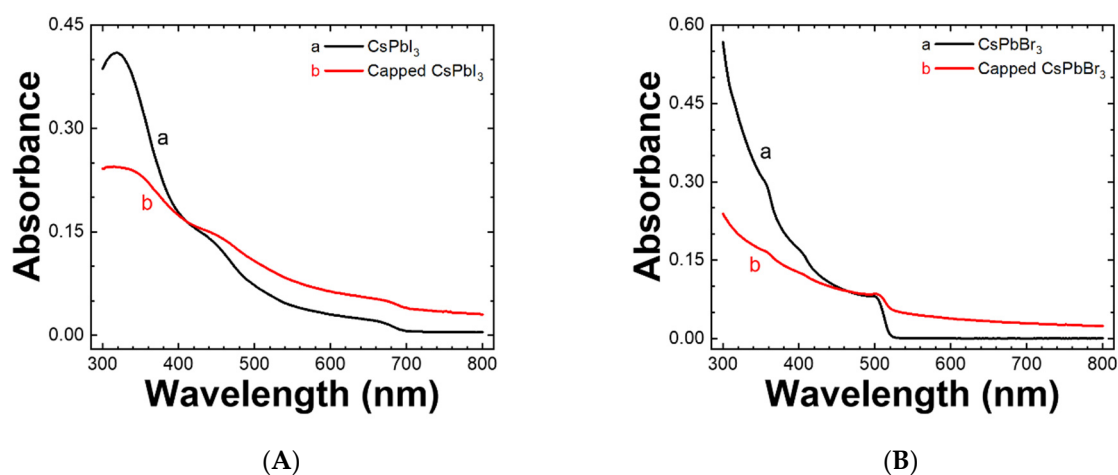 0.45
0.30
0.15
0.00
Absorbance
a CsPbI3
b Capped CsPbI3
a
b
300 400 500 600 700 800
Wavelength (nm)
(A)
0.60
0.45
0.30
0.15
0.00
Absorbance
a CsPbBr3
b Capped CsPbBr3
a
b
300 400 500 600 700 800
Wavelength (nm)
(B)